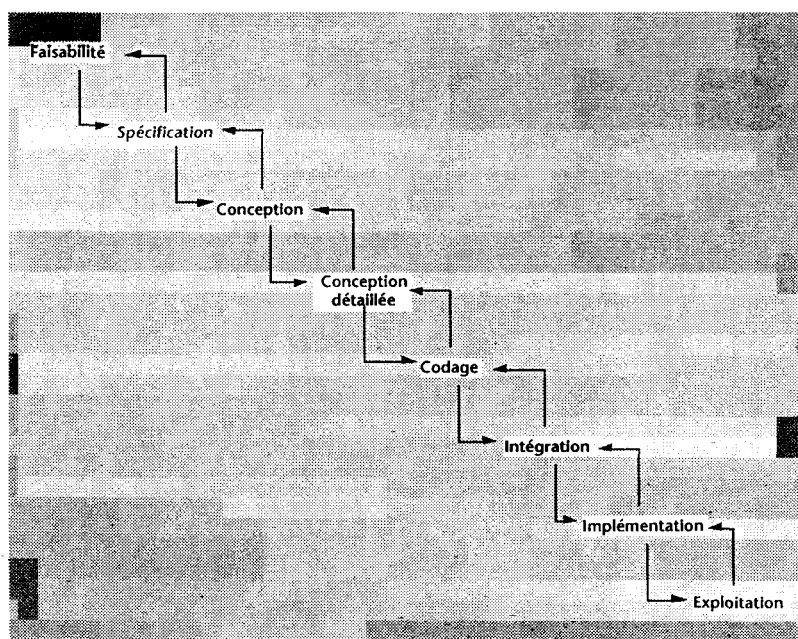 Faisabilité
Spécification
Conception
Conception
détaillée
Codage
Intégration
Implémentation
Exploitation